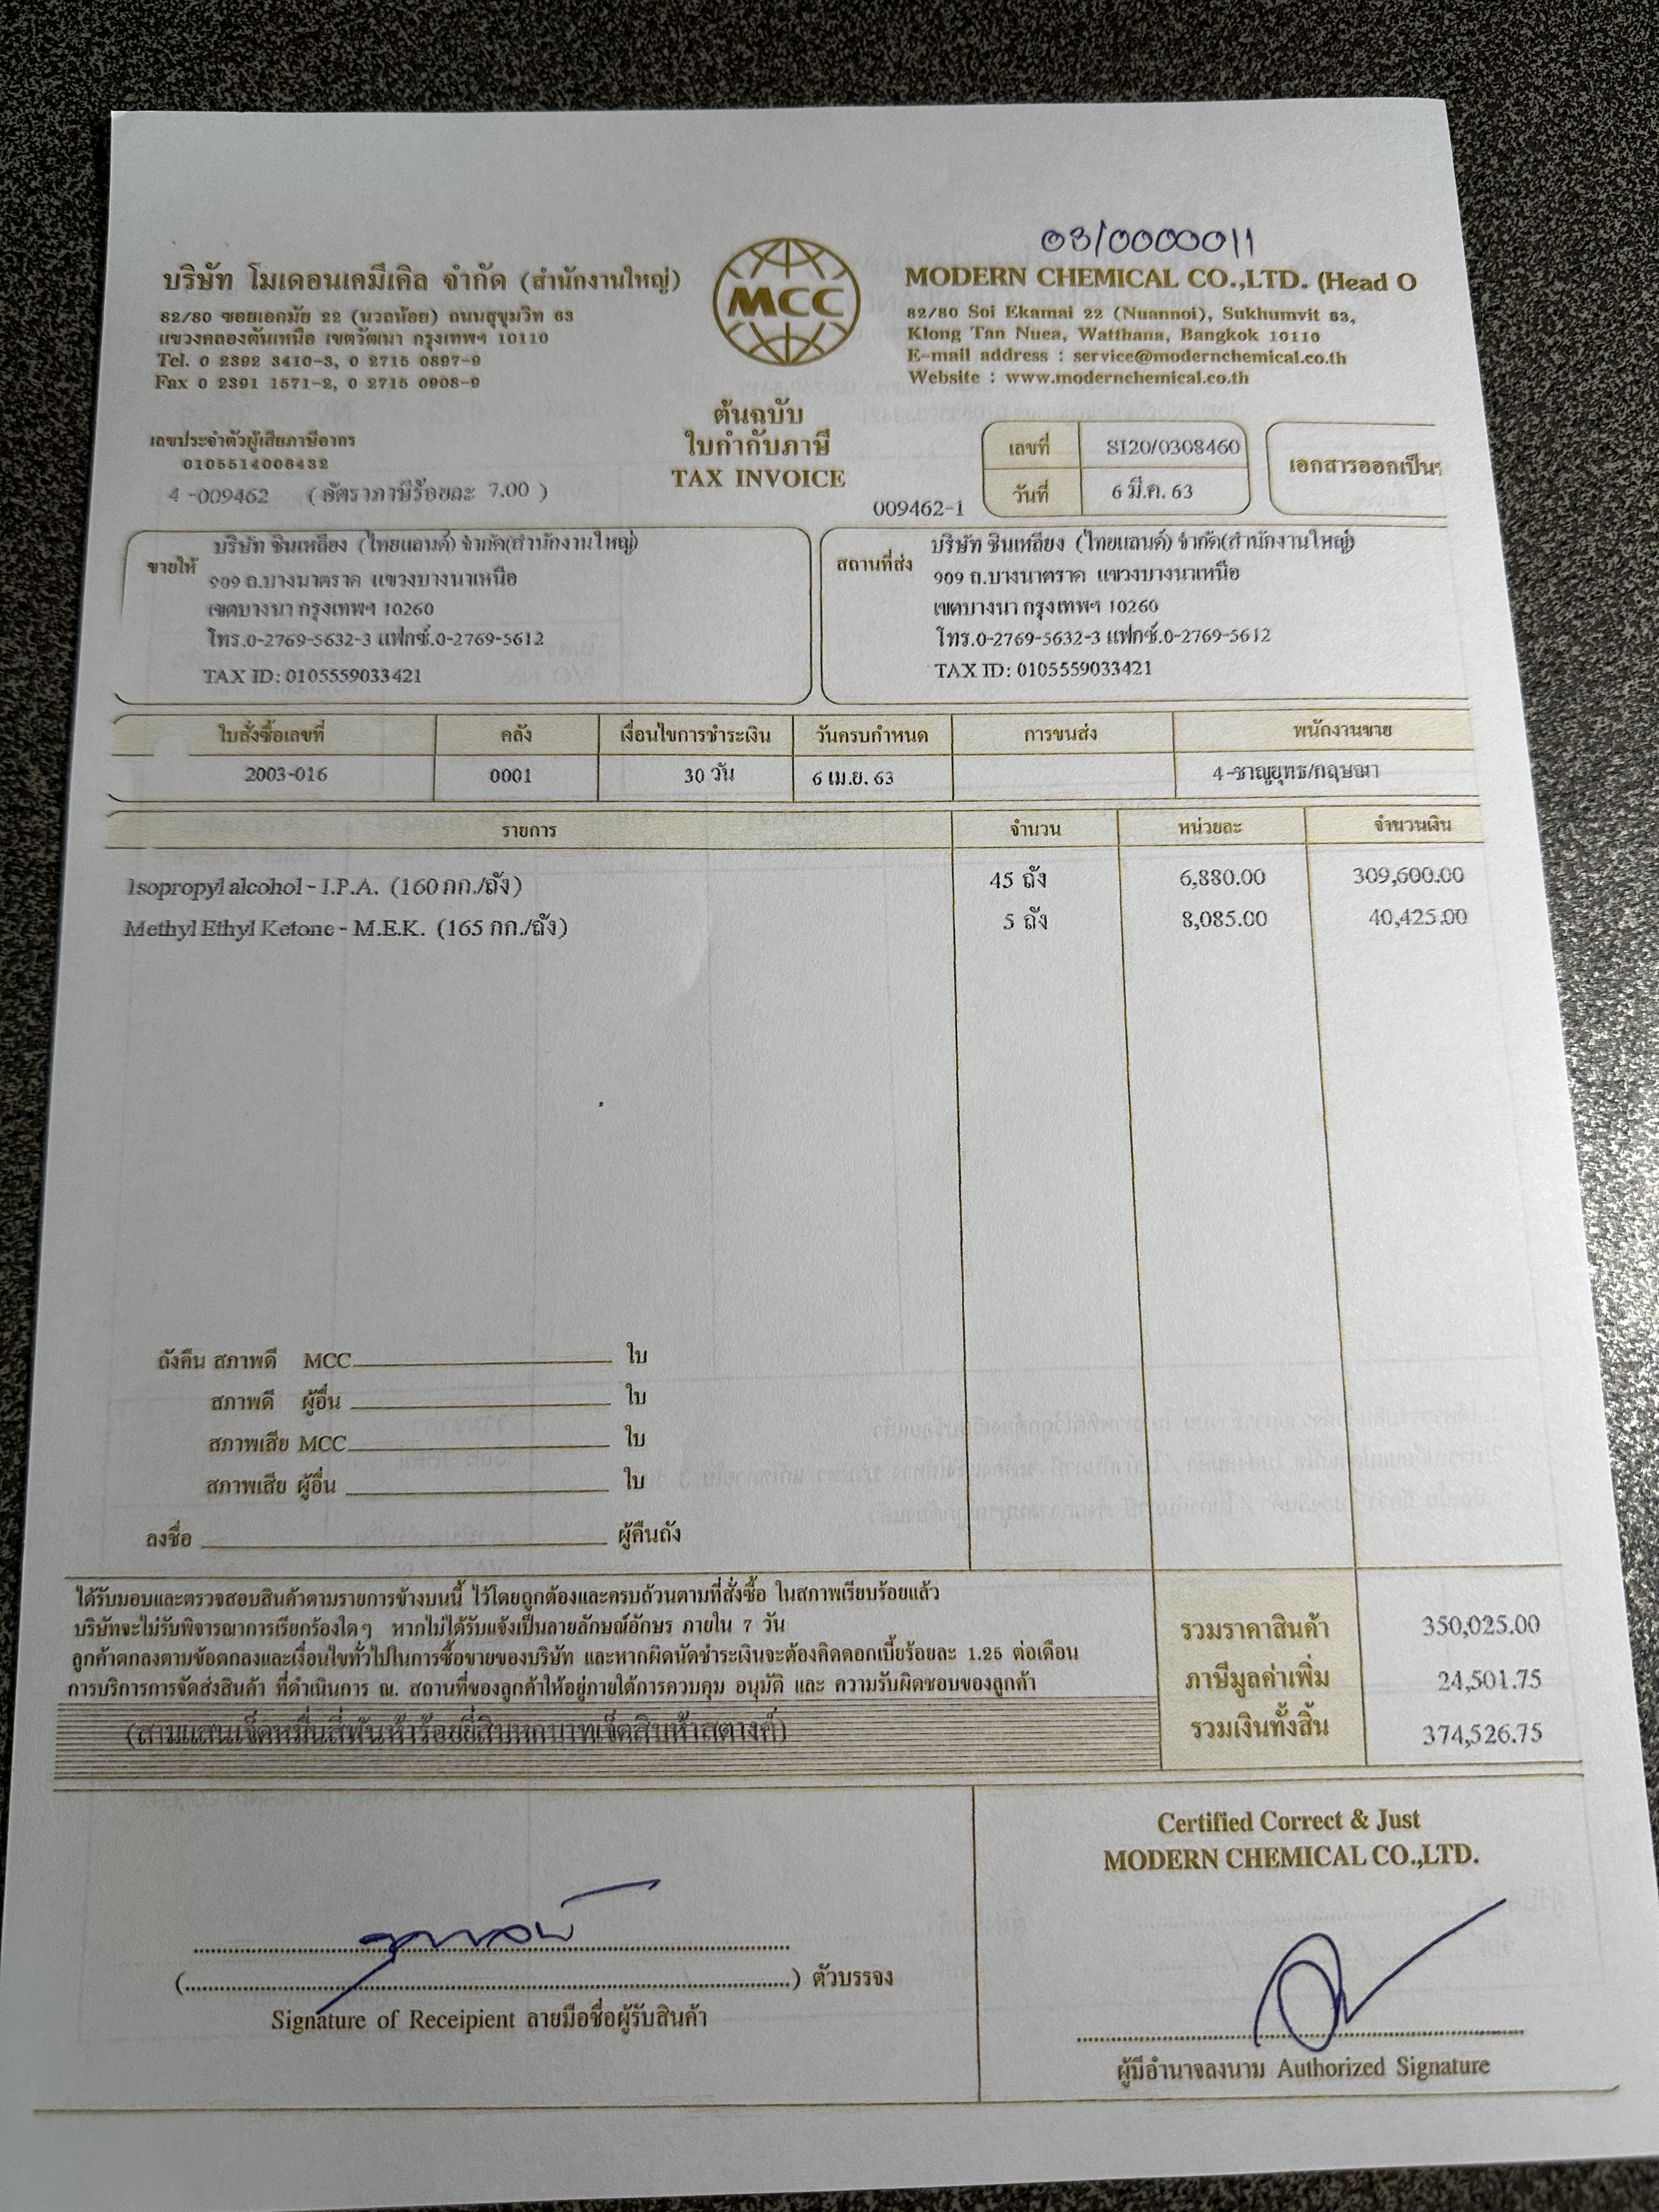 03/0000011
บริษัท โมเดอนเคมีเคิล จำกัด (สำนักงานใหญ่)
82/80 ซอยเอกมัย 22 (นวลน้อย) ถนนสุขุมวิท 63
แขวงคลองตันเหนือ เขตวัฒนา กรุงเทพฯ 10110
Tel. 0 2392 3410-3, 0 2715 0897-9
Fax 0 2391 1571-2, 0 2715 0908-9
MCC
MODERN CHEMICAL CO.,LTD. (Head O
82/80 Soi Ekamai 22 (Nuannoi), Sukhumvit 63,
Klong Tan Nuea, Watthana, Bangkok 10110
E-mail address : service@modernchemical.co.th
Website : www.modernchemical.co.th
เลขประจำตัวผู้เสียภาษีอากร
0105514006432
4 -009462 (อัตราภาษีร้อยละ 7.00 )
ต้นฉบับ
ใบกำกับภาษี
TAX INVOICE
009462-1
เลขที่ SI20/0308460
วันที่ 6 มี.ค. 63
เอกสารออกเป็น
ขายให้ บริษัท ชินเหลียง (ไทยแลนด์) จำกัด(สำนักงานใหญ่)
909 ถ.บางนาตราด แขวงบางนาเหนือ
เขตบางนา กรุงเทพฯ 10260
โทร.0-2769-5632-3 แฟกซ์.0-2769-5612
TAX ID: 0105559033421
สถานที่ส่ง บริษัท ชินเหลียง (ไทยแลนด์) จำกัด(สำนักงานใหญ่)
909 ถ.บางนาตราด แขวงบางนาเหนือ
เขตบางนา กรุงเทพฯ 10260
โทร.0-2769-5632-3 แฟกซ์.0-2769-5612
TAX ID: 0105559033421
ใบสั่งซื้อเลขที่ คลัง เงื่อนไขการชำระเงิน วันครบกำหนด การขนส่ง พนักงานขาย
2003-016 0001 30 วัน 6 เม.ย. 63 4-ชาญยุทธ/กฤษณา
รายการ จำนวน หน่วยละ จำนวนเงิน
Isopropyl alcohol - I.P.A. (160 กก./ถัง) 45 ถัง 6,880.00 309,600.00
Methyl Ethyl Ketone - M.E.K. (165 กก./ถัง) 5 ถัง 8,085.00 40,425.00
ถังคืน สภาพดี MCC ใบ
สภาพดี ผู้อื่น ใบ
สภาพเสีย MCC ใบ
สภาพเสีย ผู้อื่น ใบ
ลงชื่อ ผู้คืนถัง
ได้รับมอบและตรวจสอบสินค้าตามรายการข้างบนนี้ ไว้โดยถูกต้องและครบถ้วนตามที่สั่งซื้อ ในสภาพเรียบร้อยแล้ว
บริษัทจะไม่รับพิจารณาการเรียกร้องใดๆ หากไม่ได้รับแจ้งเป็นลายลักษณ์อักษร ภายใน 7 วัน
ลูกค้าตกลงตามข้อตกลงและเงื่อนไขทั่วไปในการซื้อขายของบริษัท และหากผิดนัดชำระเงินจะต้องคิดดอกเบี้ยร้อยละ 1.25 ต่อเดือน
การบริการการจัดส่งสินค้า ที่ดำเนินการ ณ. สถานที่ของลูกค้าให้อยู่ภายใต้การควบคุม อนุมัติ และ ความรับผิดชอบของลูกค้า
รวมราคาสินค้า 350,025.00
ภาษีมูลค่าเพิ่ม 24,501.75
รวมเงินทั้งสิ้น 374,526.75
(สามแสนเจ็ดหมื่นสี่พันห้าร้อยยี่สิบหกบาทเจ็ดสิบห้าสตางค์)
(......) ตัวบรรจง
Signature of Receipient ลายมือชื่อผู้รับสินค้า
Certified Correct & Just
MODERN CHEMICAL CO.,LTD.
ผู้มีอำนาจลงนาม Authorized Signature